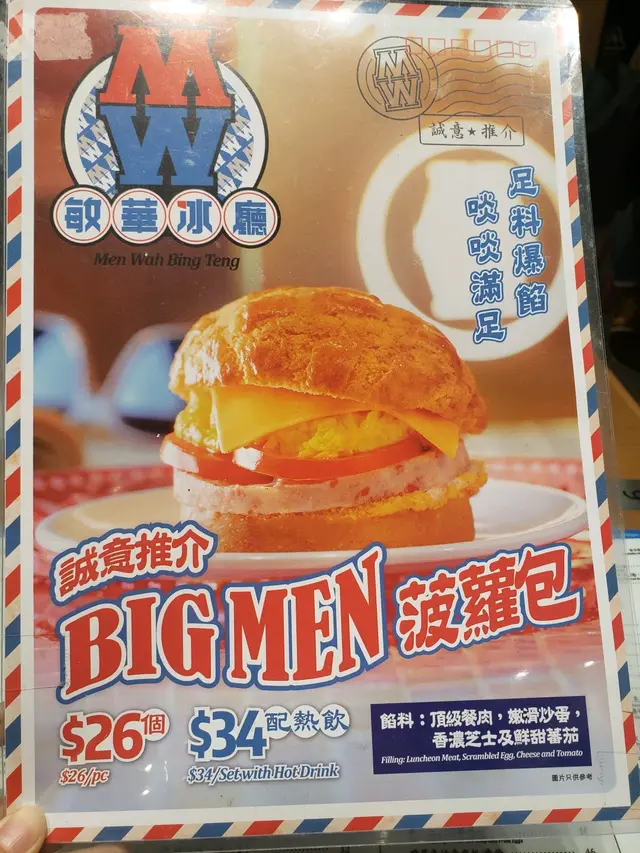 MW
敏華冰廳
Men Wah Bing Teng
MW
誠意★推介
足料爆餡
啖啖滿足
誠意推介
BIG MEN 菠蘿包
$26個
$26/pc
$34配熱飲
$34/Set with Hot Drink
餡料：頂級餐肉，嫩滑炒蛋，
香濃芝士及鮮甜蕃茄
Filling: Luncheon Meat, Scrambled Egg, Cheese and Tomato
圖片只供參考